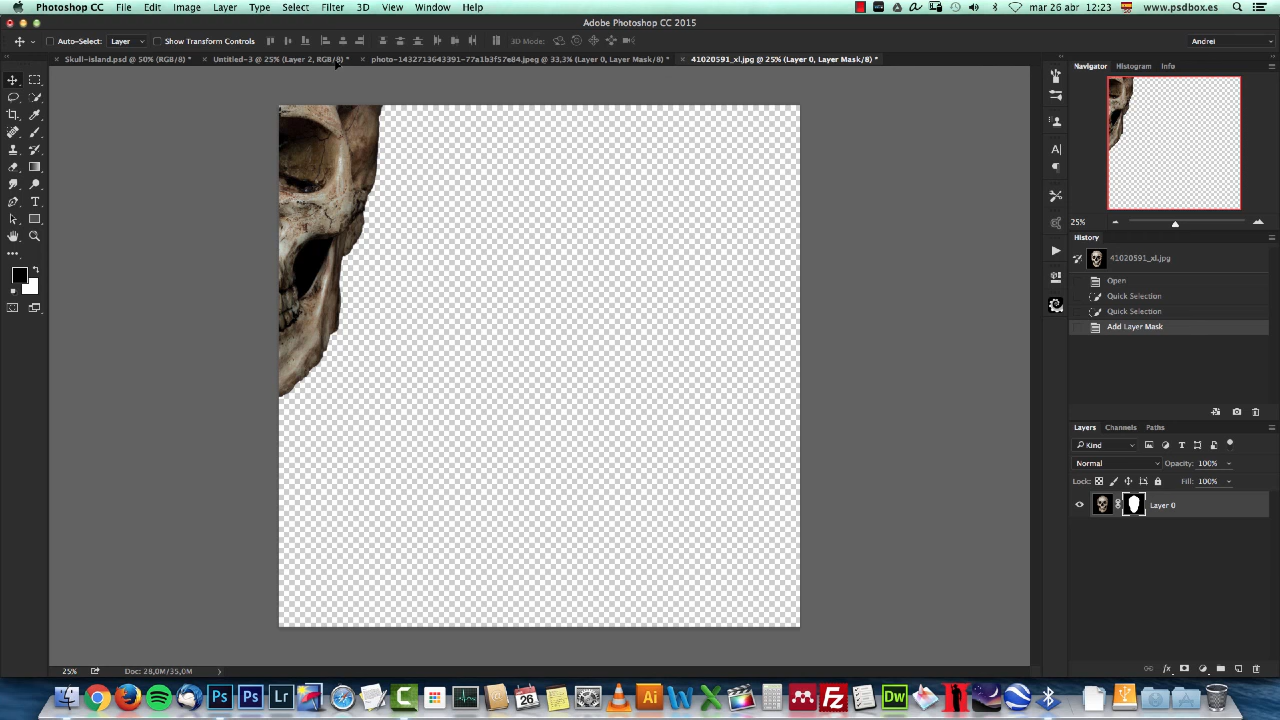 Photoshop CC File Edit Image Layer Type Select Filter 3D View Window Help mar 26 abr 12:23 www.psdbox.es
Adobe Photoshop CC 2015
Auto-Select: Layer Show Transform Controls 3D Mode: Andrei
Skull-island.psd @ 50% (RGB/8) * Untitled-3 @ 25% (Layer 2, RGB/8) * photo-1432713643391-77a1b3f57e84.jpeg @ 33,3% (Layer 0, Layer Mask/8) * 41020591_xl.jpg @ 25% (Layer 0, Layer Mask/8) *
Navigator Histogram Info
25%
History
41020591_xl.jpg
Open
Quick Selection
Quick Selection
Add Layer Mask
Layers Channels Paths
Kind
Normal Opacity: 100%
Lock: Fill: 100%
Layer 0
25% Doc: 28,0M/35,0M